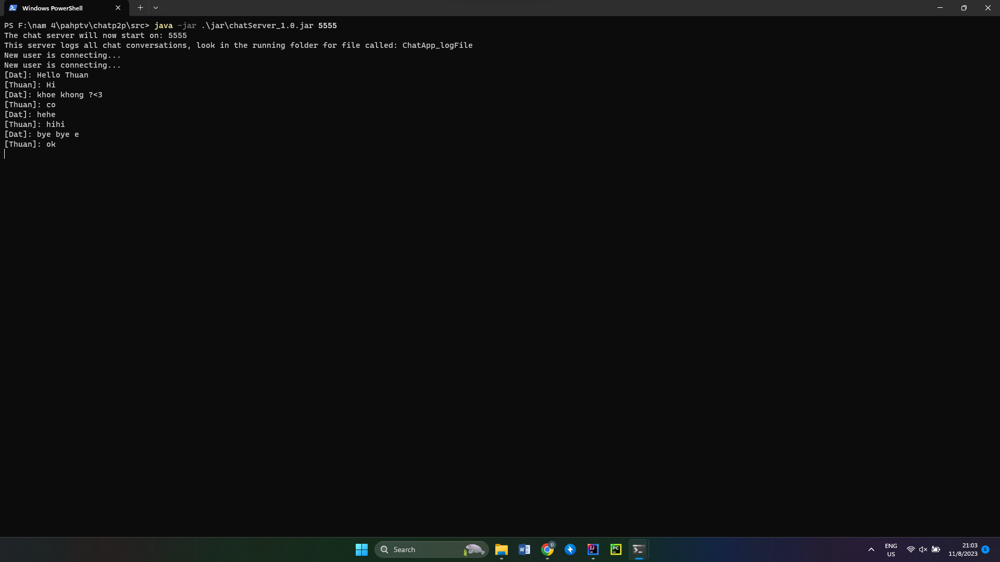 Windows PowerShell
PS F:\nam 4\pahptv\chatp2p\src> java -jar .\jar\chatServer_1.0.jar 5555
The chat server will now start on: 5555
This server logs all chat conversations, look in the running folder for file called: ChatApp_logFile
New user is connecting...
New user is connecting...
[Dat]: Hello Thuan
[Thuan]: Hi
[Dat]: khoe khong ?<3
[Thuan]: co
[Dat]: hehe
[Thuan]: hihi
[Dat]: bye bye e
[Thuan]: ok
Search
W
Đ
IJ
PC
ENG
US
21:03
11/8/2023
6